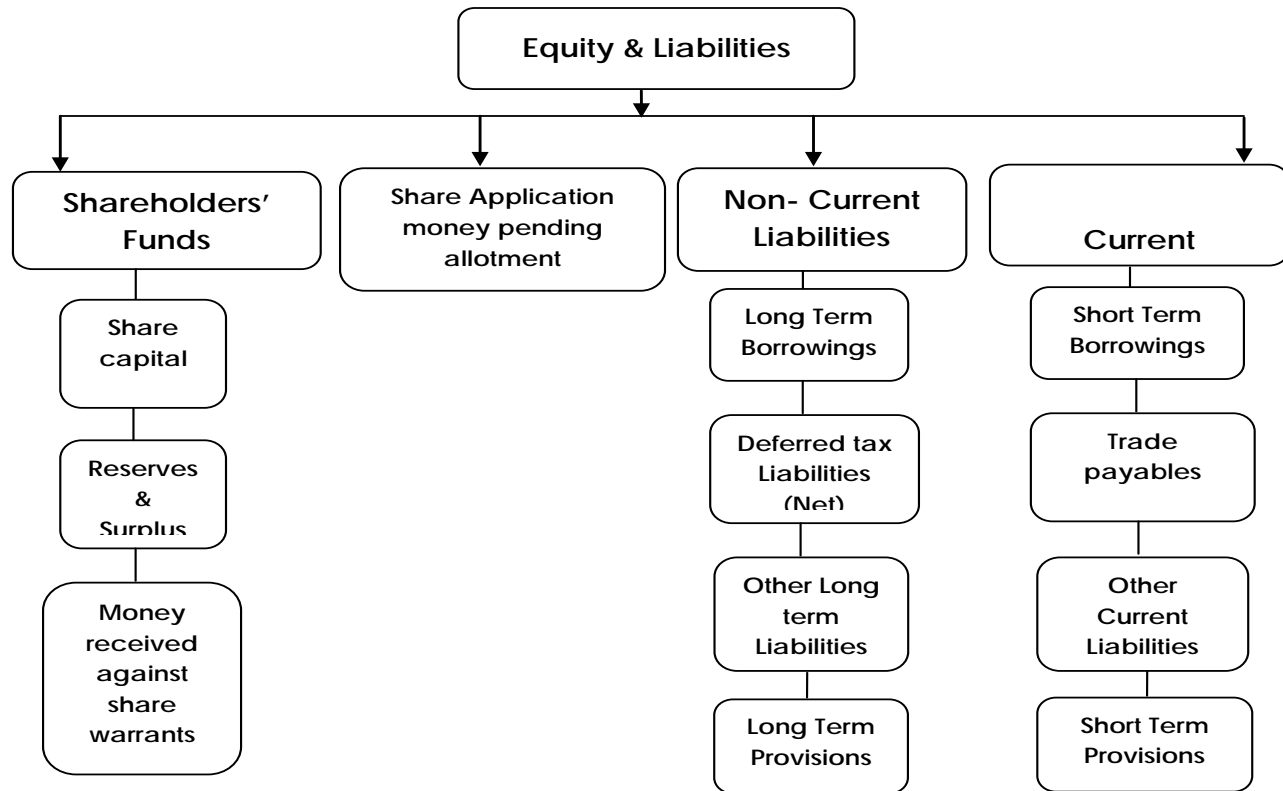 Equity & Liabilities
Shareholders’
Funds
Share
capital
Reserves
&
Surplus
Money
received
against
share
warrants
Share Application
money pending
allotment
Non- Current
Liabilities
Long Term
Borrowings
Deferred tax
Liabilities
(Net)
Other Long
term
Liabilities
Long Term
Provisions
Current
Short Term
Borrowings
Trade
payables
Other
Current
Liabilities
Short Term
Provisions